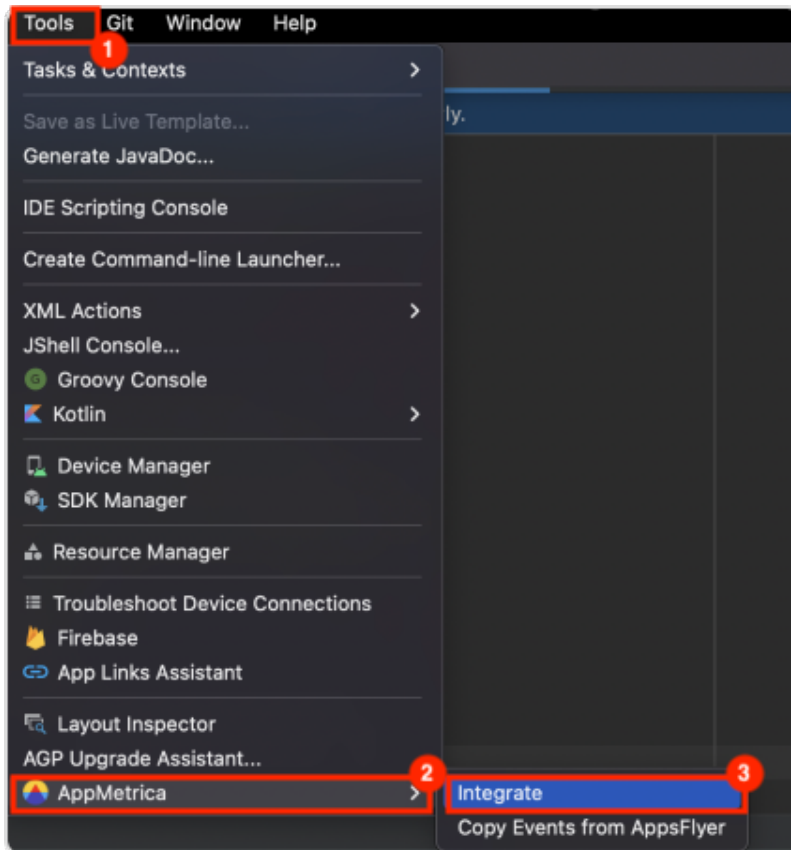 Tools Git Window Help
1
Tasks & Contexts
ly.
Save as Live Template...
Generate JavaDoc...
IDE Scripting Console
Create Command-line Launcher...
XML Actions
JShell Console...
G Groovy Console
Kotlin
Device Manager
SDK Manager
Resource Manager
Troubleshoot Device Connections
Firebase
App Links Assistant
Layout Inspector
AGP Upgrade Assistant...
2
3
AppMetrica
Integrate
Copy Events from AppsFlyer